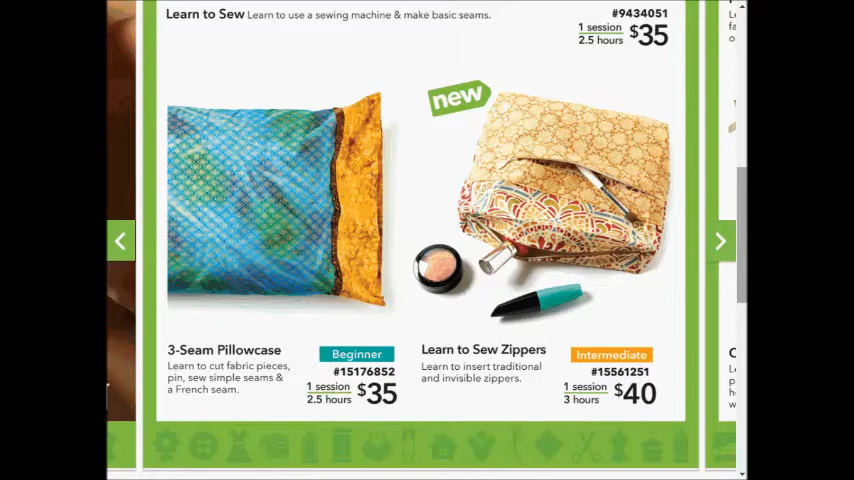 Learn to Sew Learn to use a sewing machine & make basic seams.
#9434051
1 session
2.5 hours
$35
new
3-Seam Pillowcase
Beginner
Learn to cut fabric pieces,
pin, sew simple seams &
a French seam.
#15176852
1 session
2.5 hours
$35
Learn to Sew Zippers
Intermediate
Learn to insert traditional
and invisible zippers.
#15561251
1 session
3 hours
$40